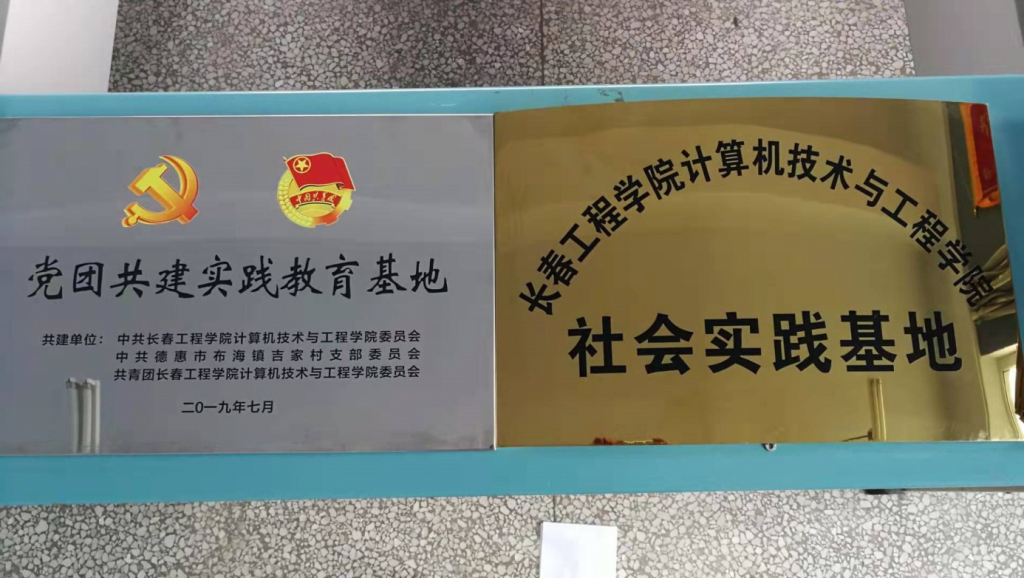 党团共建实践教育基地
共建单位：中共长春工程学院计算机技术与工程学院委员会
中共德惠市布海镇吉家村支部委员会
共青团长春工程学院计算机技术与工程学院委员会
二0一九年七月
长春工程学院计算机技术与工程学院
社会实践基地